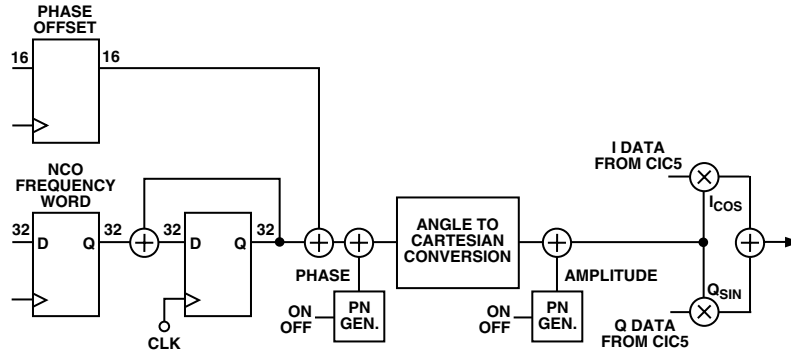 PHASE
OFFSET
16
16
NCO
FREQUENCY
WORD
32
D
Q
32
32
D
Q
32
CLK
PHASE
ON
OFF
PN
GEN.
ANGLE TO
CARTESIAN
CONVERSION
AMPLITUDE
ON
OFF
PN
GEN.
I DATA
FROM CIC5
ICOS
QSIN
Q DATA
FROM CIC5